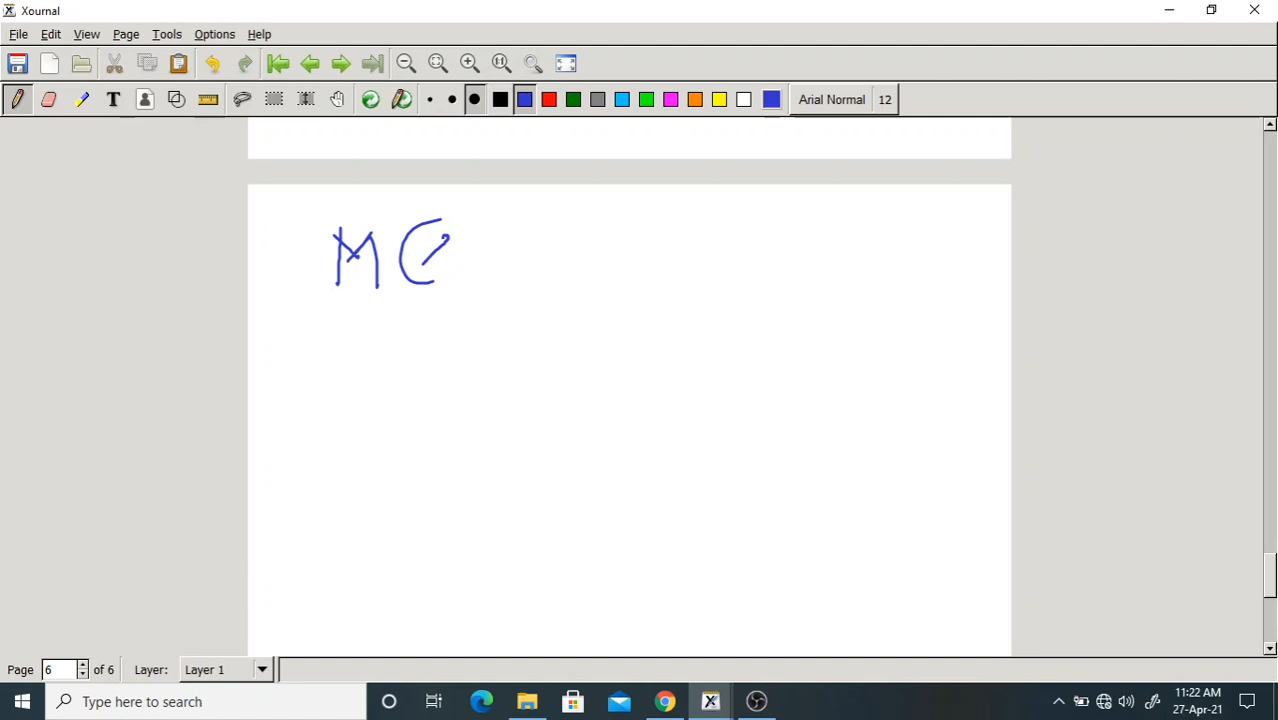 Xournal
File Edit View Page Tools Options Help
T Arial Normal 12
M C
Page 6 of 6 Layer: Layer 1
Type here to search 11:22 AM
27-Apr-21